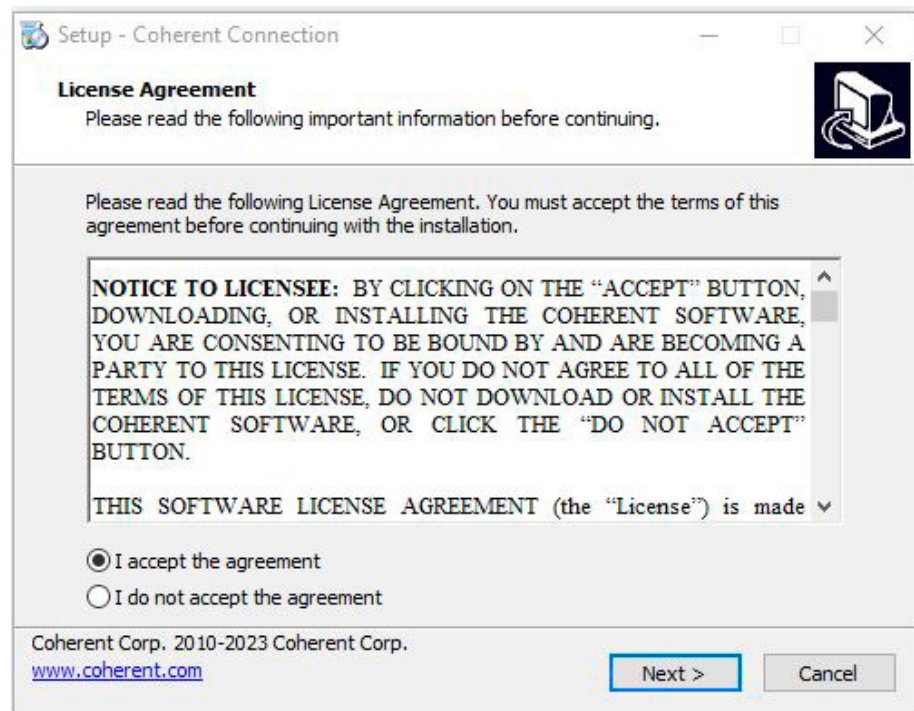 Setup - Coherent Connection
License Agreement
Please read the following important information before continuing.
Please read the following License Agreement. You must accept the terms of this
agreement before continuing with the installation.
NOTICE TO LICENSEE: BY CLICKING ON THE “ACCEPT” BUTTON,
DOWNLOADING, OR INSTALLING THE COHERENT SOFTWARE,
YOU ARE CONSENTING TO BE BOUND BY AND ARE BECOMING A
PARTY TO THIS LICENSE. IF YOU DO NOT AGREE TO ALL OF THE
TERMS OF THIS LICENSE, DO NOT DOWNLOAD OR INSTALL THE
COHERENT SOFTWARE, OR CLICK THE “DO NOT ACCEPT”
BUTTON.
THIS SOFTWARE LICENSE AGREEMENT (the “License”) is made
I accept the agreement
I do not accept the agreement
Coherent Corp. 2010-2023 Coherent Corp.
www.coherent.com
Next >
Cancel